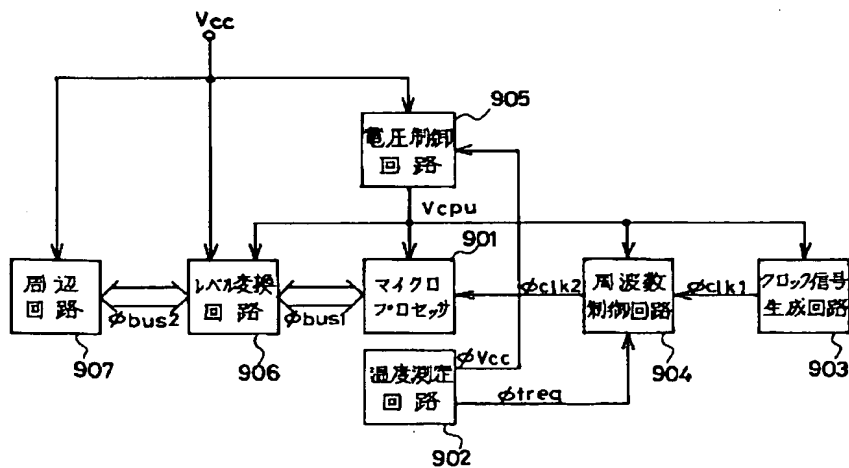 Vcc
905
電圧制御
回路
Vcpu
901
周辺
回路
レベル変換
回路
マイクロ
プロセッサ
周波数
制御回路
クロック信号
生成回路
φbus2
φbus1
φclk2
φclk1
907
906
904
903
温度測定
回路
φVcc
φfreq
902